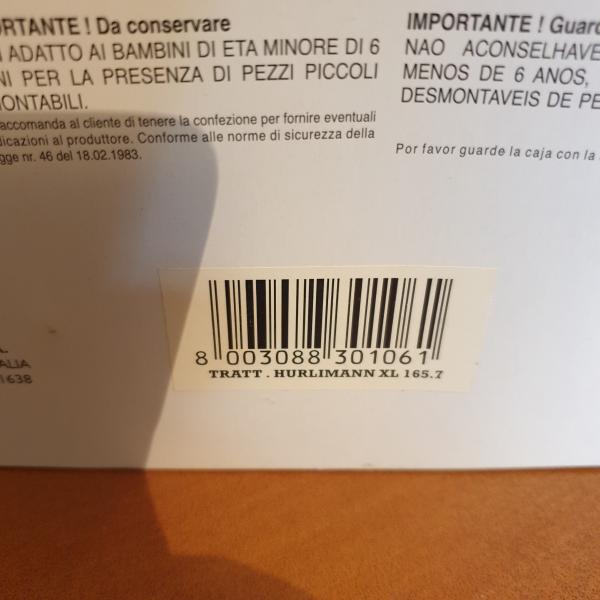 RTANTE ! Da conservare
ADATTO AI BAMBINI DI ETA MINORE DI 6
NI PER LA PRESENZA DI PEZZI PICCOLI
ONTABILI.
accomanda al cliente di tenere la confezione per fornire eventuali
dicazioni al produttore. Conforme alle norme di sicurezza della
gge nr. 46 del 18.02.1983.
IMPORTANTE ! Guard
NAO ACONSELHAVE
MENOS DE 6 ANOS,
DESMONTAVEIS DE PE
Por favor guarde la caja con la
ALIA
1638
8 003088 301061
TRATT . HURLIMANN XL 165.7